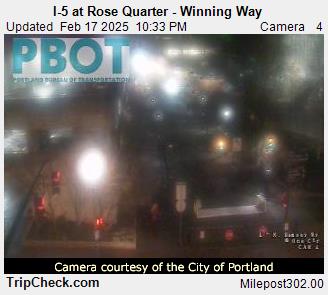 I-5 at Rose Quarter - Winning Way
Updated Feb 17 2025 10:33 PM Camera 4
PBOT
PORTLAND BUREAU OF TRANSPORTATION
Camera courtesy of the City of Portland
TripCheck.com Milepost302.00